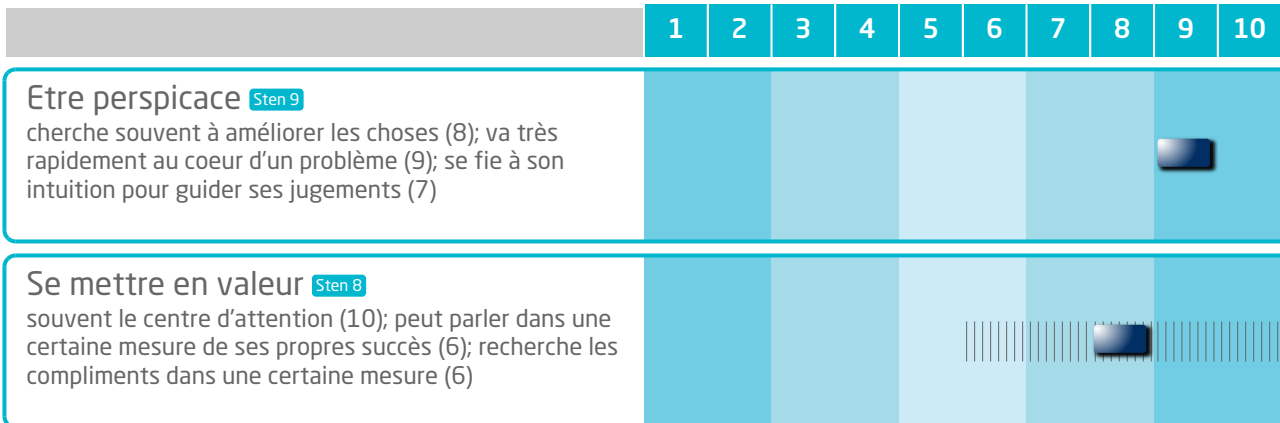 1 2 3 4 5 6 7 8 9 10
Etre perspicace Sten 9
cherche souvent à améliorer les choses (8); va très
rapidement au coeur d'un problème (9); se fie à son
intuition pour guider ses jugements (7)
Se mettre en valeur Sten 8
souvent le centre d'attention (10); peut parler dans une
certaine mesure de ses propres succès (6); recherche les
compliments dans une certaine mesure (6)